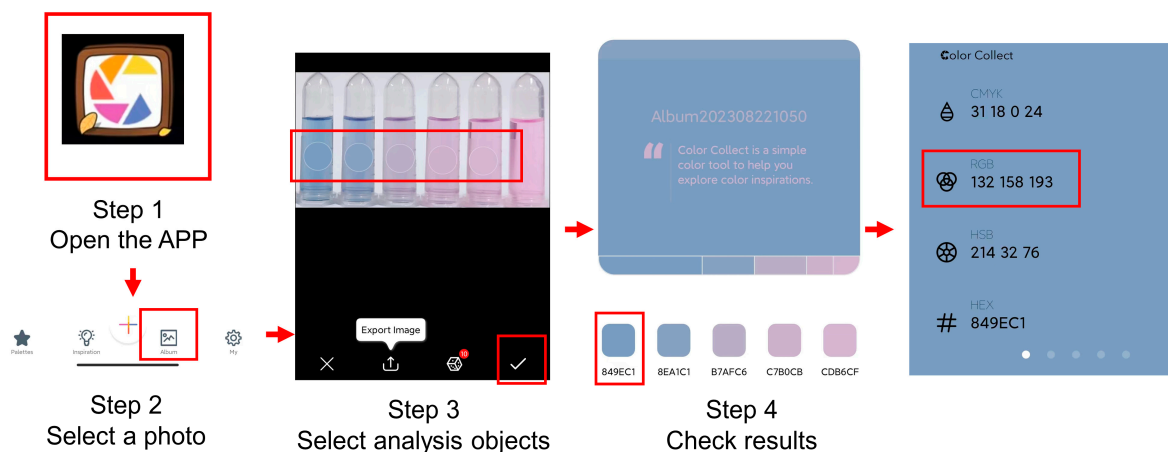 Step 1
Open the APP
Palettes
Inspiration
Album
My
Step 2
Select a photo
Export Image
10
Step 3
Select analysis objects
Album202308221050
“
Color Collect is a simple
color tool to help you
explore color inspirations.
849EC1
8EA1C1
B7AFC6
C7B0CB
CDB6CF
Step 4
Check results
Color Collect
CMYK
31 18 0 24
RGB
132 158 193
HSB
214 32 76
HEX
# 849EC1